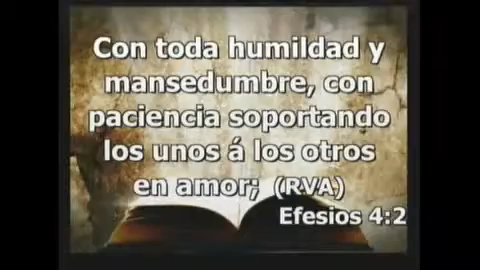 Con toda humildad y
mansedumbre, con
paciencia soportando
los unos á los otros
en amor; (RVA)
Efesios 4:2